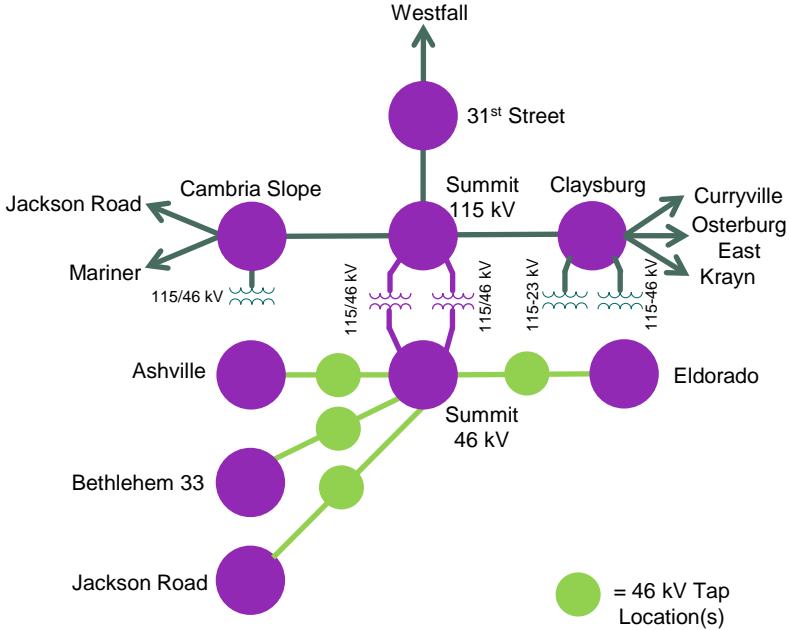 Westfall
31st Street
Cambria Slope
Summit
115 kV
Claysburg
Jackson Road
Mariner
Curryville
Osterburg
East
Krayn
115/46 kV
115/46 kV
115/46 kV
115-23 kV
115-46 kV
Ashville
Summit
46 kV
Eldorado
Bethlehem 33
Jackson Road
= 46 kV Tap
Location(s)